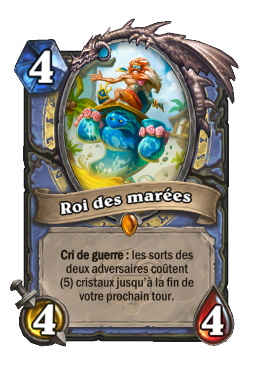 4
Roi des marées
Cri de guerre : les sorts des
deux adversaires coûtent
(5) cristaux jusqu'à la fin de
votre prochain tour.
4
4